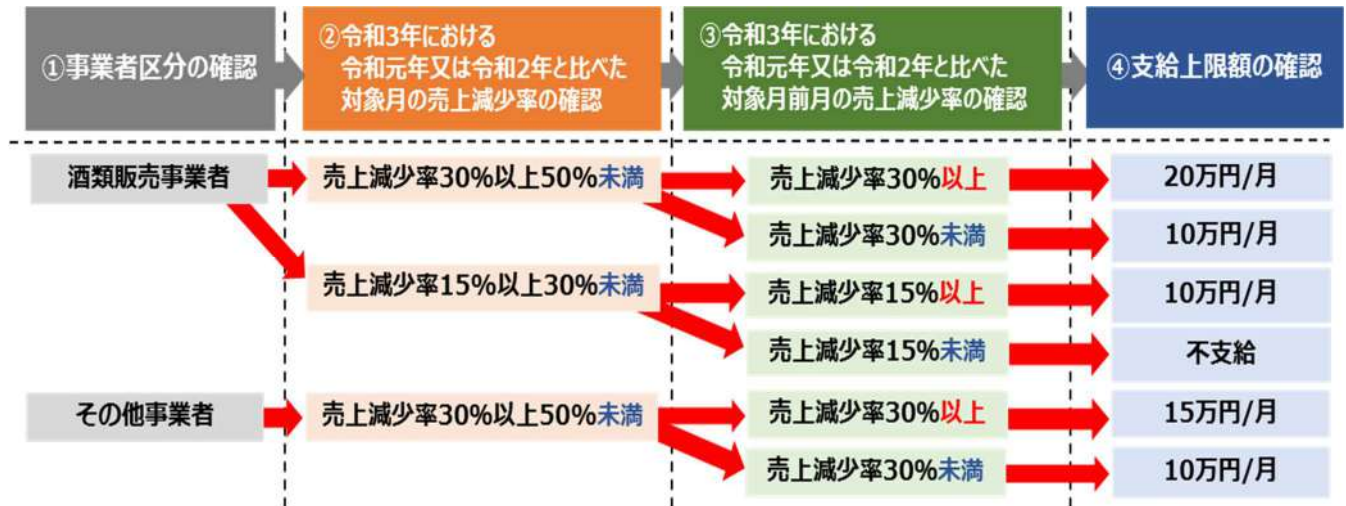 ①事業者区分の確認
②令和3年における
令和元年又は令和2年と比べた
対象月の売上減少率の確認
③令和3年における
令和元年又は令和2年と比べた
対象月前月の売上減少率の確認
④支給上限額の確認
酒類販売事業者
売上減少率30%以上50%未満
売上減少率30%以上
20万円/月
売上減少率30%未満
10万円/月
売上減少率15%以上30%未満
売上減少率15%以上
10万円/月
売上減少率15%未満
不支給
その他事業者
売上減少率30%以上50%未満
売上減少率30%以上
15万円/月
売上減少率30%未満
10万円/月